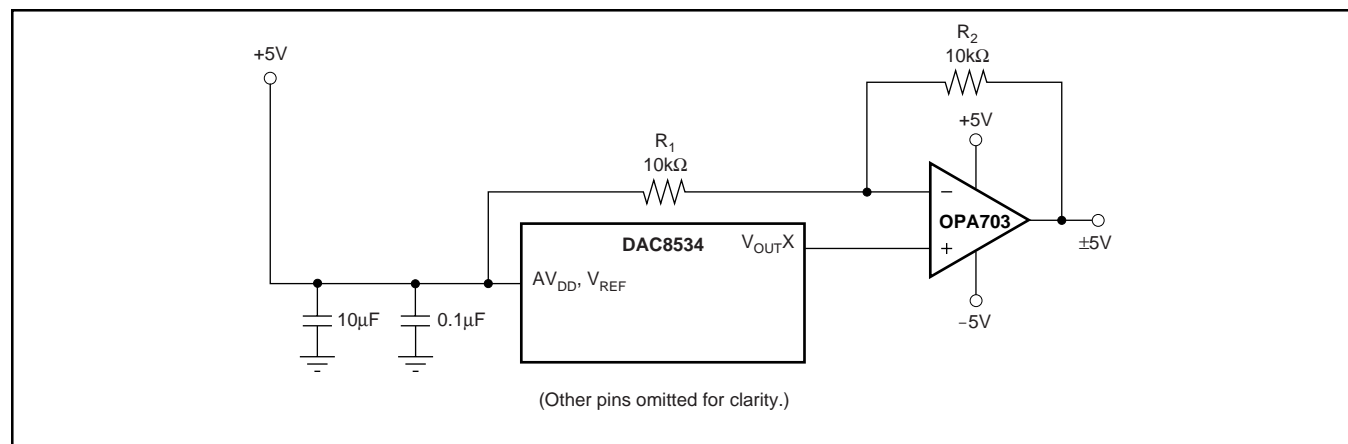 +5V
R2
10kΩ
+5V
R1
10kΩ
−
OPA703
+
±5V
−5V
DAC8534
VOUTX
AVDD, VREF
10μF
0.1μF
(Other pins omitted for clarity.)